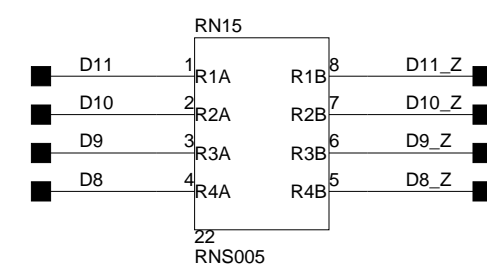 RN15
D11 1 R1A R1B 8 D11_Z
D10 2 R2A R2B 7 D10_Z
D9 3 R3A R3B 6 D9_Z
D8 4 R4A R4B 5 D8_Z
22
RNS005